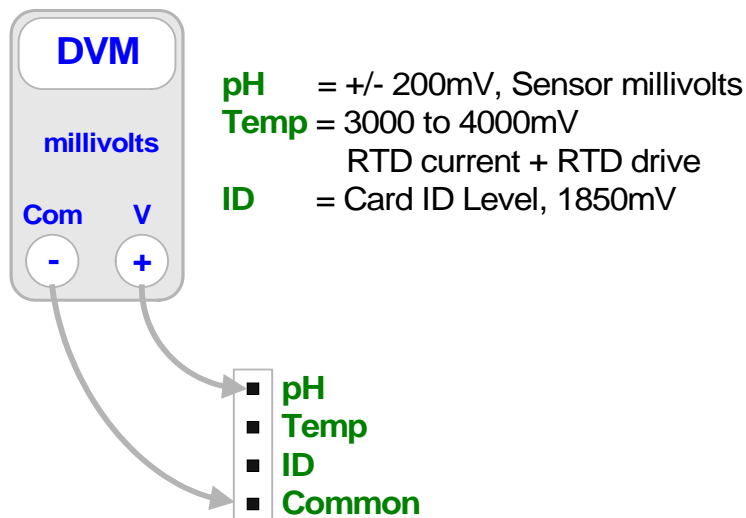 DVM
millivolts
Com V
- +
pH = +/- 200mV, Sensor millivolts
Temp = 3000 to 4000mV
RTD current + RTD drive
ID = Card ID Level, 1850mV
pH
Temp
ID
Common